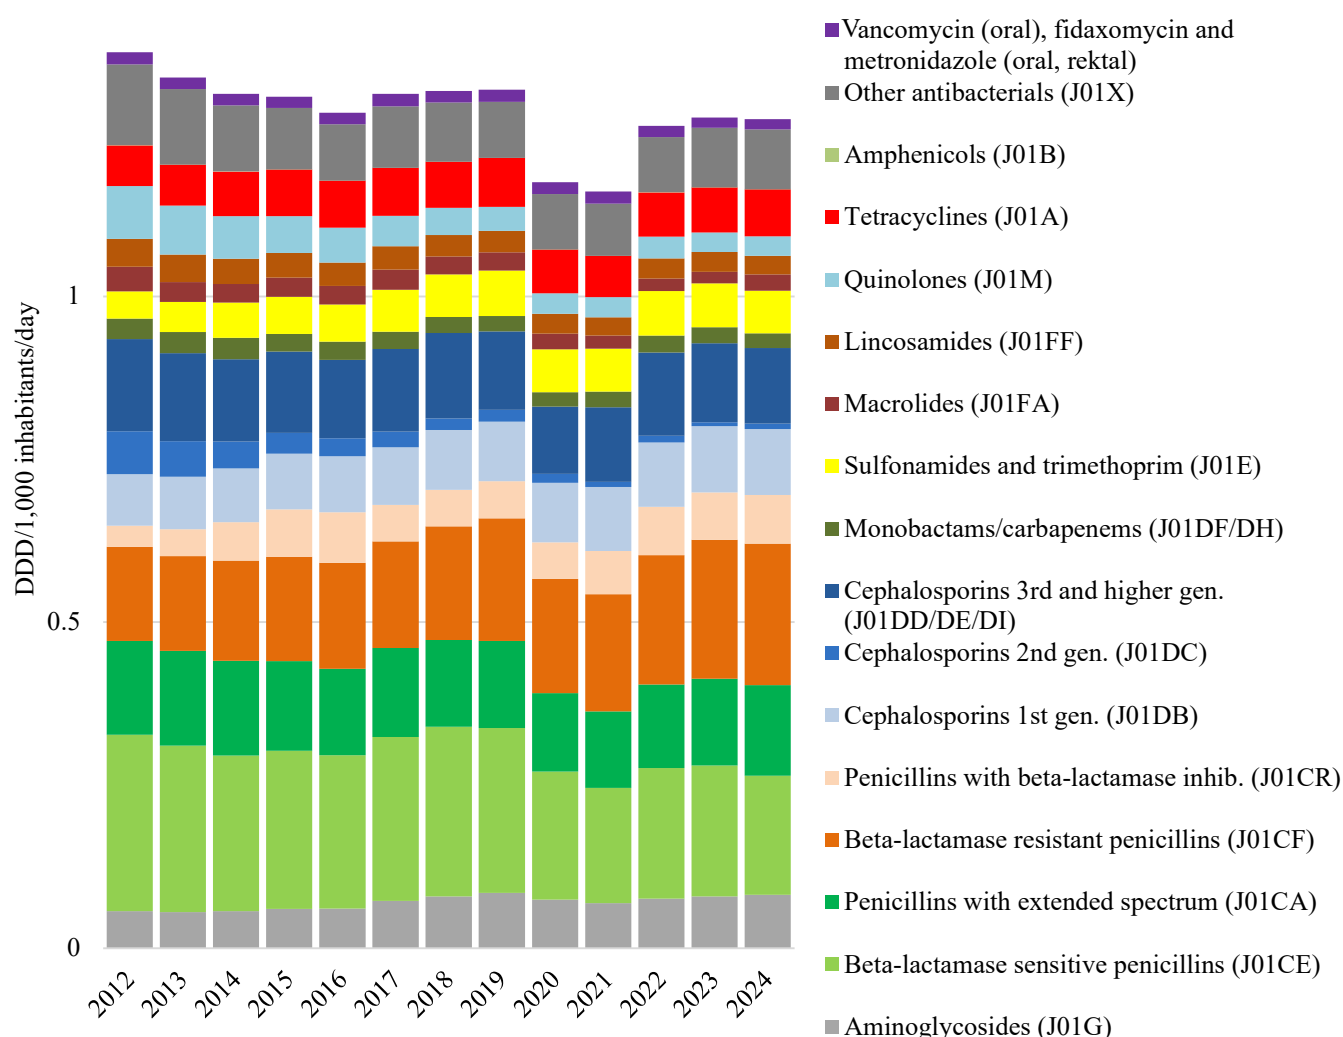 DDD/1,000 inhabitants/day
1
0.5
0
2012
2013
2014
2015
2016
2017
2018
2019
2020
2021
2022
2023
2024
Vancomycin (oral), fidaxomycin and
metronidazole (oral, rektal)
Other antibacterials (J01X)
Amphenicols (J01B)
Tetracyclines (J01A)
Quinolones (J01M)
Lincosamides (J01FF)
Macrolides (J01FA)
Sulfonamides and trimethoprim (J01E)
Monobactams/carbapenems (J01DF/DH)
Cephalosporins 3rd and higher gen.
(J01DD/DE/DI)
Cephalosporins 2nd gen. (J01DC)
Cephalosporins 1st gen. (J01DB)
Penicillins with beta-lactamase inhib. (J01CR)
Beta-lactamase resistant penicillins (J01CF)
Penicillins with extended spectrum (J01CA)
Beta-lactamase sensitive penicillins (J01CE)
Aminoglycosides (J01G)